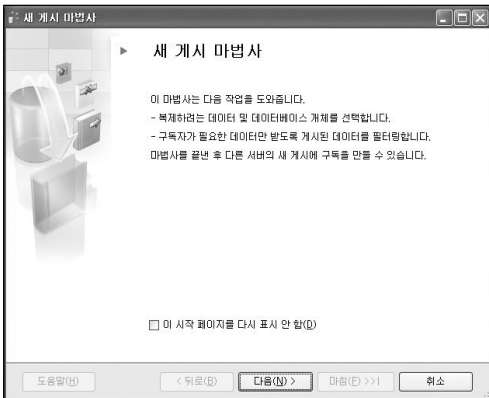 새 게시 마법사
새 게시 마법사
이 마법사는 다음 작업을 도와줍니다.
- 복제하려는 데이터 및 데이터베이스 개체를 선택합니다.
- 구독자가 필요한 데이터만 받도록 게시된 데이터를 필터링합니다.
마법사를 끝낸 후 다른 서버의 새 게시에 구독을 만들 수 있습니다.
이 시작 페이지를 다시 표시 안 함(D)
도움말(H)
< 뒤로(B)
다음(N) >
마침(F) >>|
취소